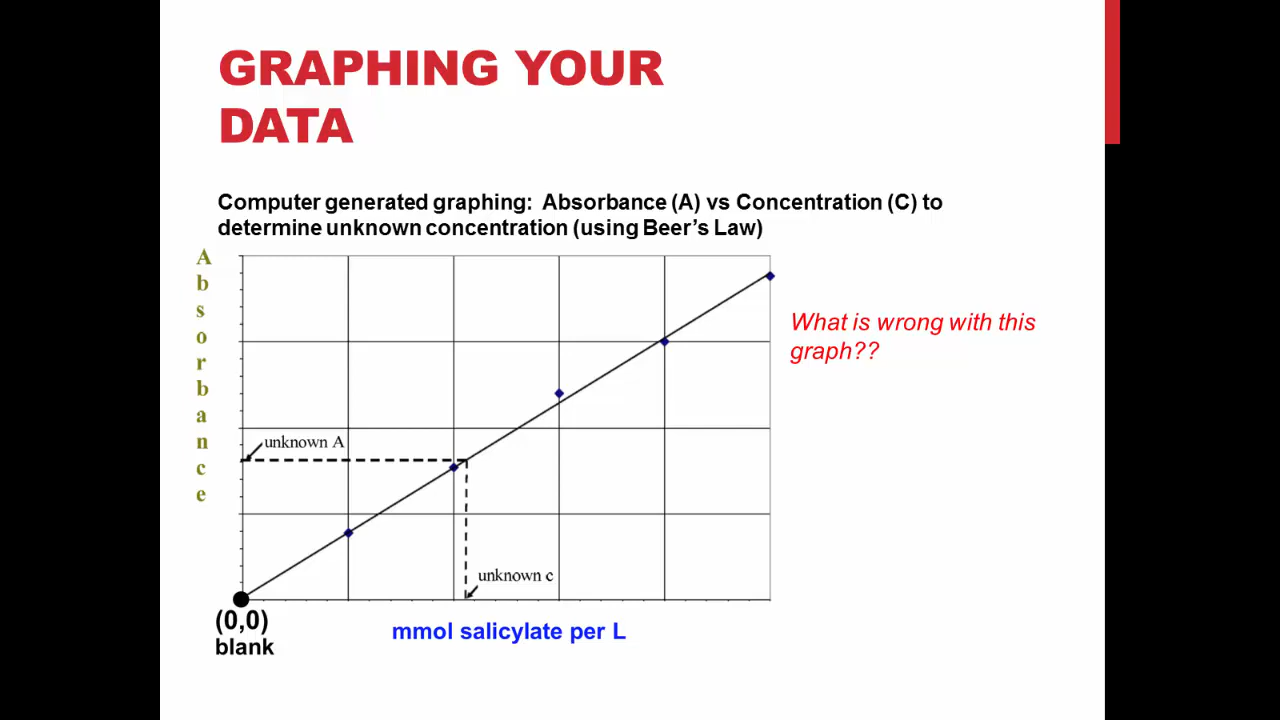 GRAPHING YOUR
DATA
Computer generated graphing: Absorbance (A) vs Concentration (C) to
determine unknown concentration (using Beer's Law)
Absorbance
What is wrong with this
graph??
unknown A
unknown c
(0,0)
blank
mmol salicylate per L